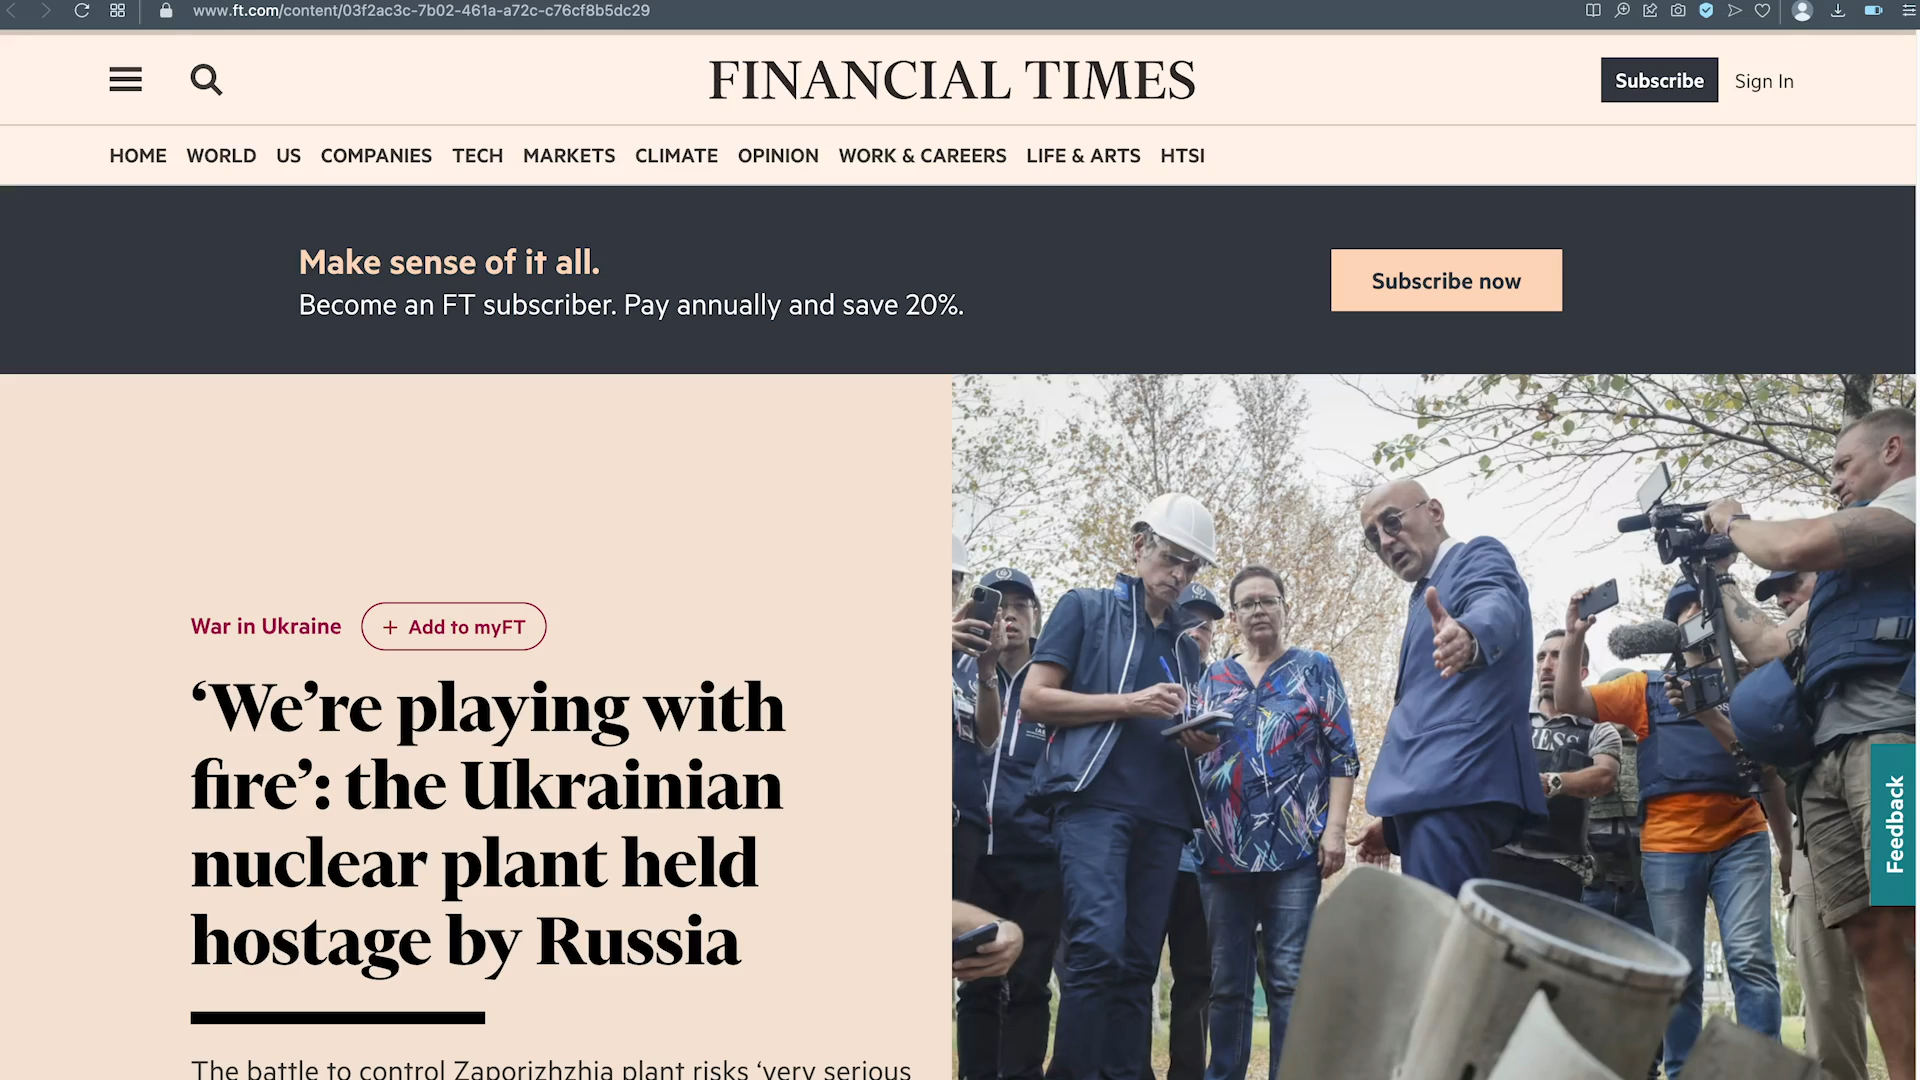 www.ft.com/content/03f2ac3c-7b02-461a-a72c-c76cf8b5dc29
FINANCIAL TIMES
Subscribe
Sign In
HOME WORLD US COMPANIES TECH MARKETS CLIMATE OPINION WORK & CAREERS LIFE & ARTS HTSI
Make sense of it all.
Become an FT subscriber. Pay annually and save 20%.
Subscribe now
War in Ukraine
+ Add to myFT
‘We’re playing with
fire’: the Ukrainian
nuclear plant held
hostage by Russia
The battle to control Zaporizhzhia plant risks ‘very serious
PRESS
Feedback